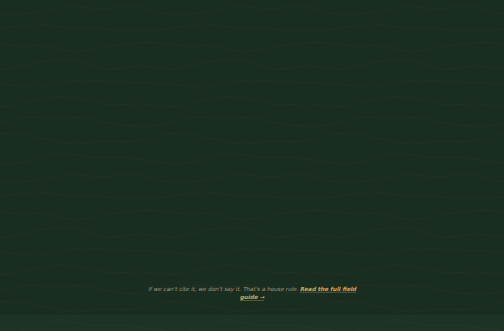 If we can't cite it, we don't say it. That's a house rule. Read the full field
guide →